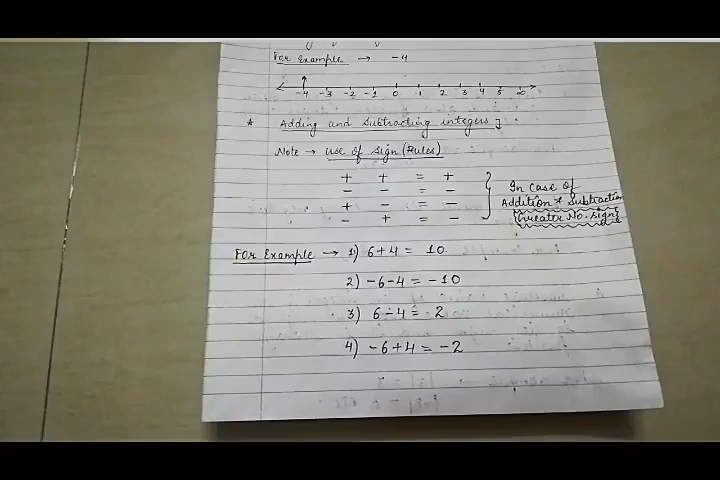 For Example → -4
-4 -3 -2 -1 0 1 2 3 4 5 ∞
* Adding and Subtracting integers
Note → use of sign (Rules)
+ + = +
- - = -
+ - = -
- + = -
In case of
Addition & Subtraction
Greater No. sign
For Example → 1) 6+4 = 10
2) -6-4 = -10
3) 6-4 = 2
4) -6+4 = -2